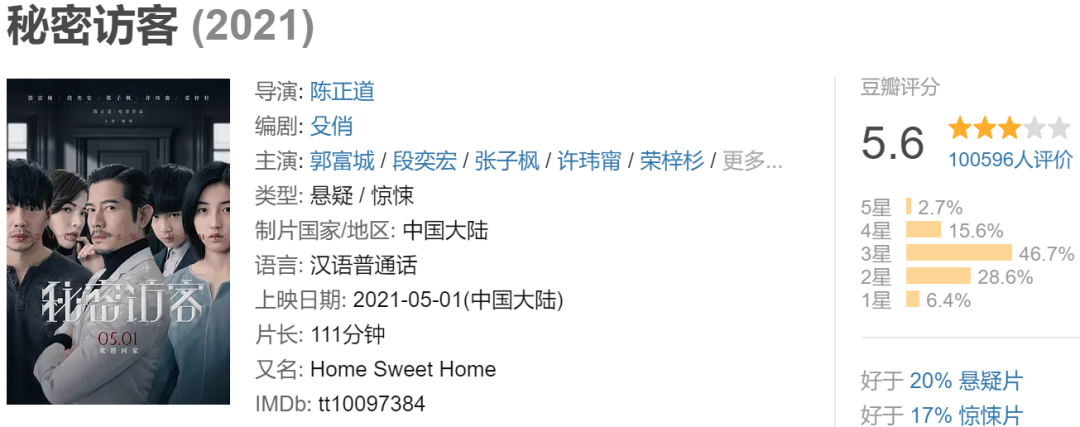 秘密访客 (2021)
郭富城 / 段奕宏 / 张子枫 / 许玮甯 / 荣梓杉
陈正道 · 电影作品
秘密访客
05.01
欢迎回家
导演: 陈正道
编剧: 殳俏
主演: 郭富城 / 段奕宏 / 张子枫 / 许玮甯 / 荣梓杉 / 更多...
类型: 悬疑 / 惊悚
制片国家/地区: 中国大陆
语言: 汉语普通话
上映日期: 2021-05-01(中国大陆)
片长: 111分钟
又名: Home Sweet Home
IMDb: tt10097384
豆瓣评分
5.6
100596人评价
5星 2.7%
4星 15.6%
3星 46.7%
2星 28.6%
1星 6.4%
好于 20% 悬疑片
好于 17% 惊悚片